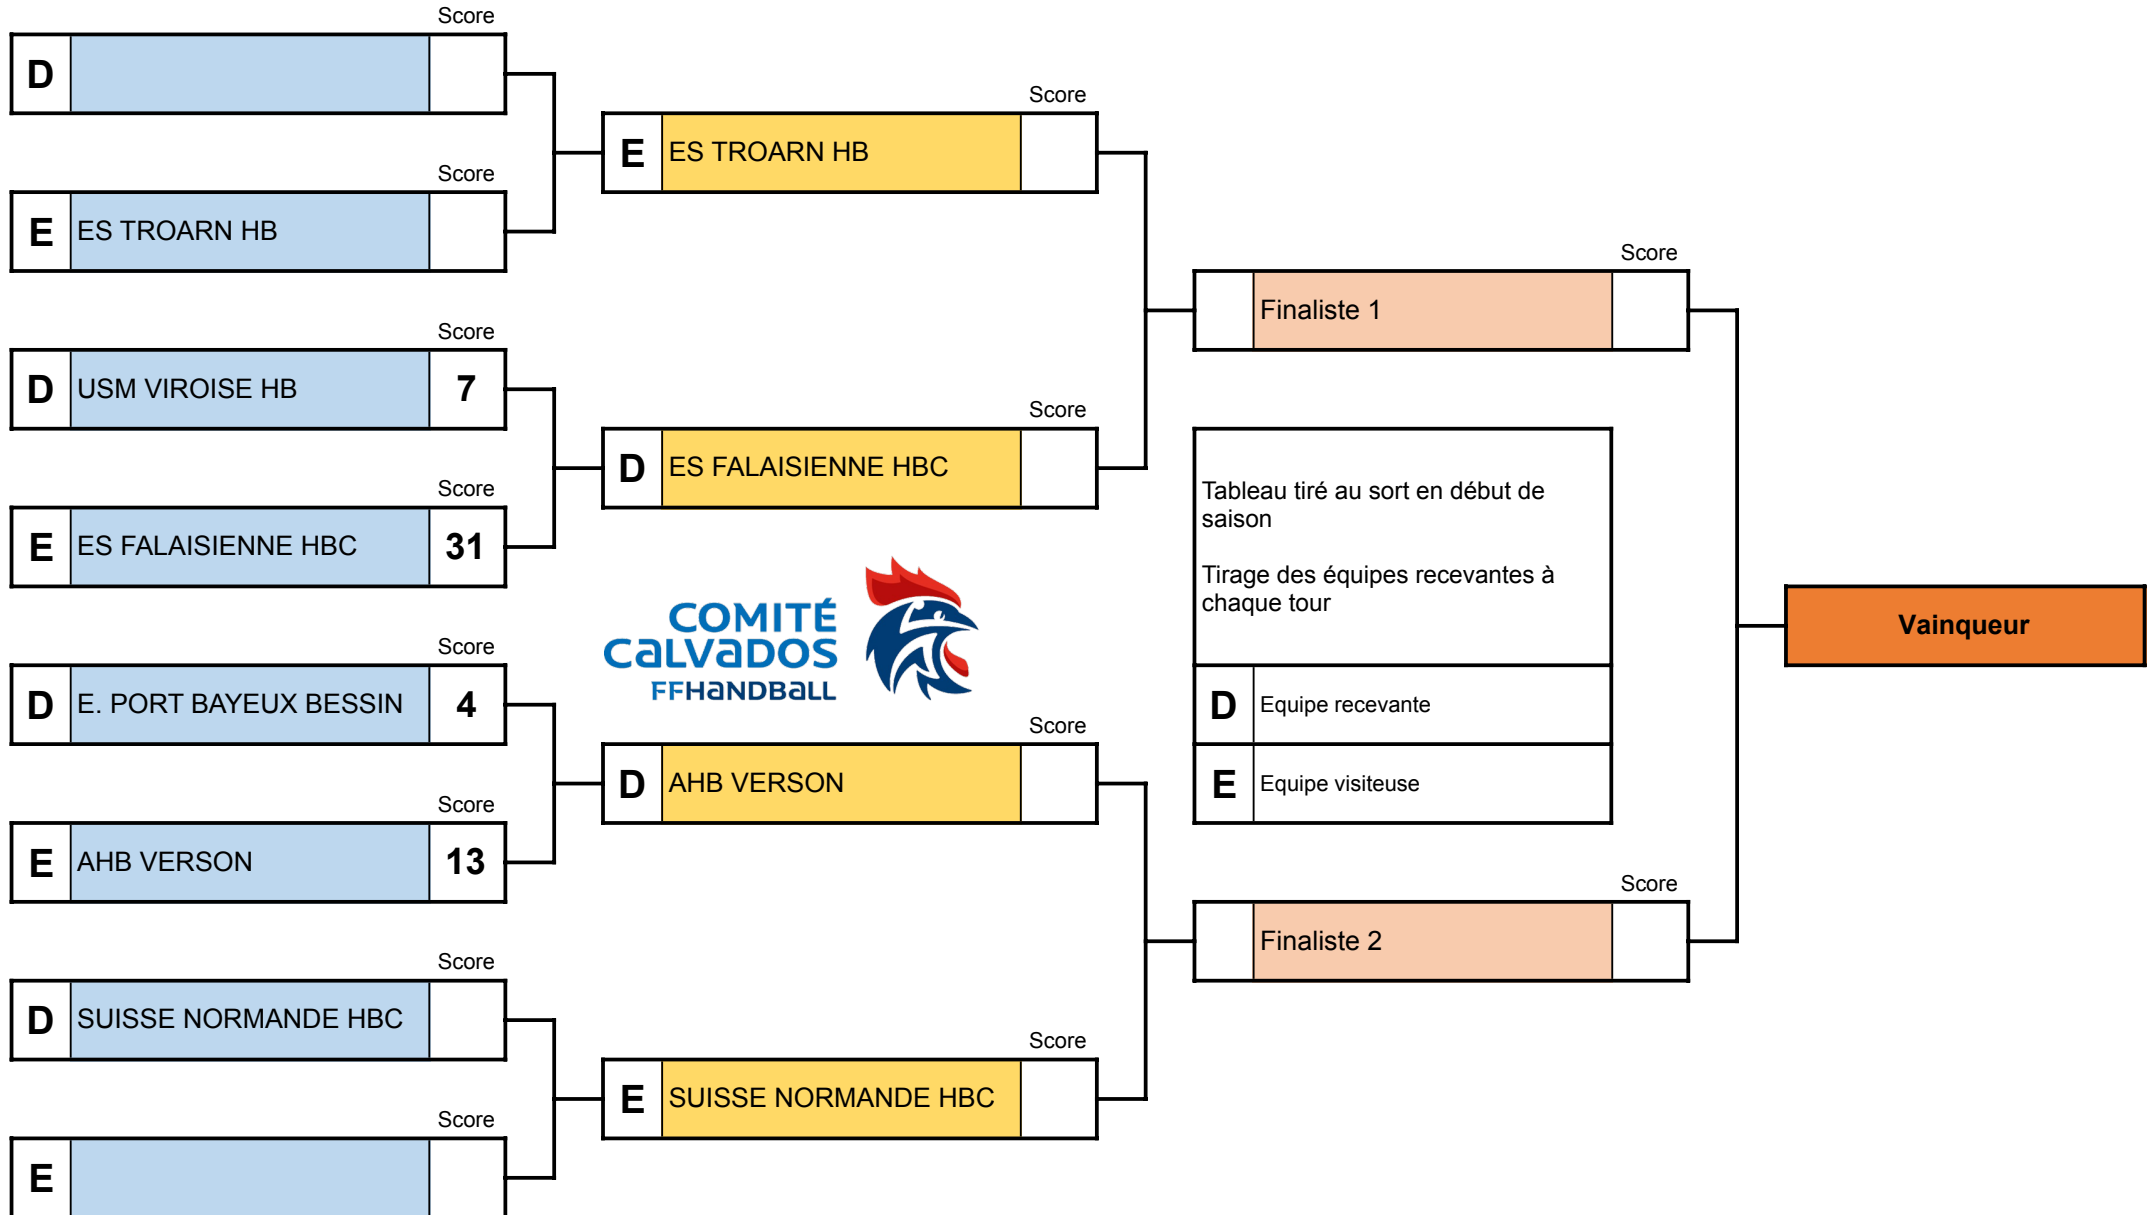 Score
D
Score
E ES TROARN HB
Score
D USM VIROISE HB 7
Score
E ES FALAISIENNE HBC 31
Score
D E. PORT BAYEUX BESSIN 4
Score
E AHB VERSON 13
Score
D SUISSE NORMANDE HBC
Score
E
Score
E ES TROARN HB
Score
D ES FALAISIENNE HBC
COMITÉ
CALVADOS
FFHANDBALL
Score
D AHB VERSON
Score
E SUISSE NORMANDE HBC
Score
Finaliste 1
Tableau tiré au sort en début de
saison
Tirage des équipes recevantes à
chaque tour
D Equipe recevante
E Equipe visiteuse
Score
Finaliste 2
Vainqueur